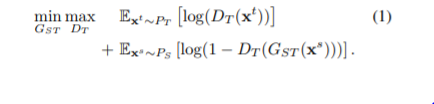 min max E_{x^t∼P_T} [log(D_T(x^t))] (1)
G_{ST} D_T
+ E_{x^s∼P_S} [log(1 − D_T(G_{ST}(x^s)))] .